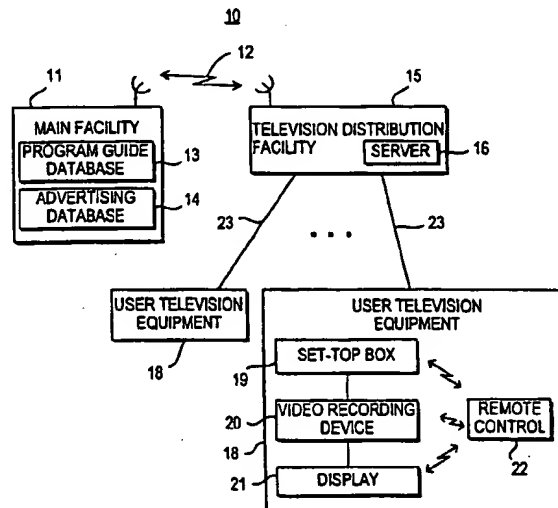 10
12
11
15
MAIN FACILITY
PROGRAM GUIDE
DATABASE
13
ADVERTISING
DATABASE
14
TELEVISION DISTRIBUTION
FACILITY
SERVER
16
23
23
USER TELEVISION
EQUIPMENT
18
USER TELEVISION
EQUIPMENT
19
SET-TOP BOX
20
VIDEO RECORDING
DEVICE
18
21
DISPLAY
REMOTE
CONTROL
22